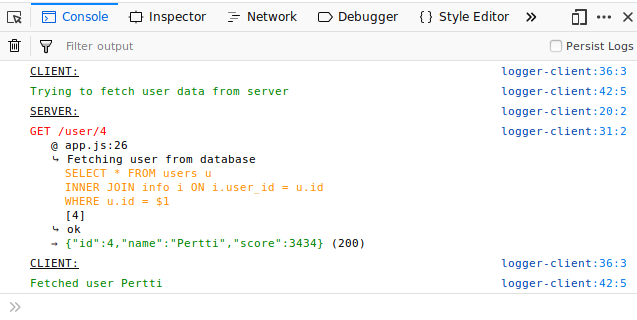 Console Inspector Network Debugger {} Style Editor »
Filter output Persist Logs
CLIENT: logger-client:36:3
Trying to fetch user data from server logger-client:42:5
SERVER: logger-client:20:2
GET /user/4 logger-client:31:2
@ app.js:26
⤷ Fetching user from database
SELECT * FROM users u
INNER JOIN info i ON i.user_id = u.id
WHERE u.id = $1
[4]
⤷ ok
→ {"id":4,"name":"Pertti","score":3434} (200)
CLIENT: logger-client:36:3
Fetched user Pertti logger-client:42:5
»